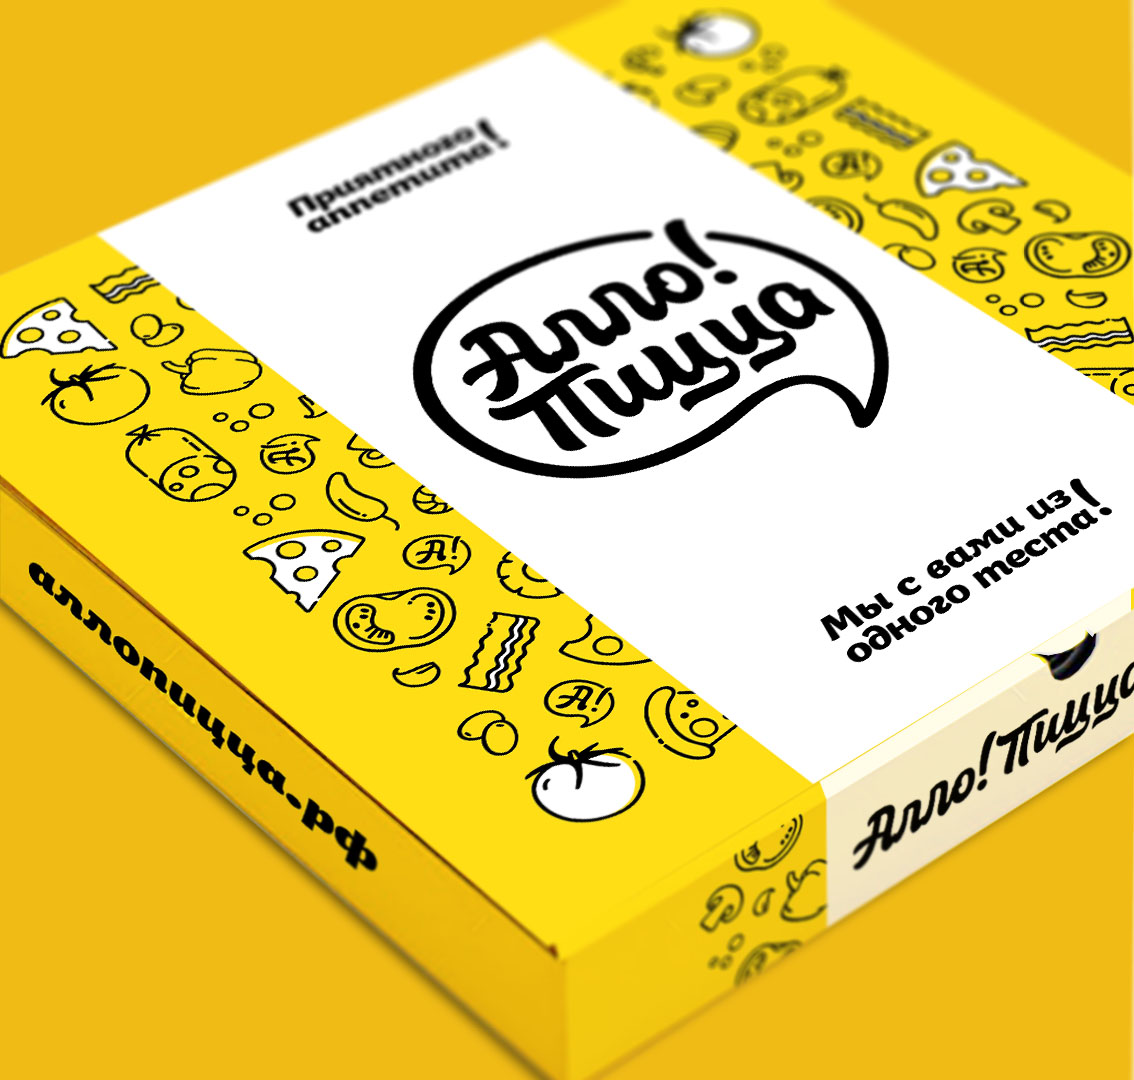 Приятного
аппетита!
Алло!
Пицца
Мы с вами из
одного теста!
Алло! Пицца
аллопицца.рф
А!
А!
А!
А!
А!